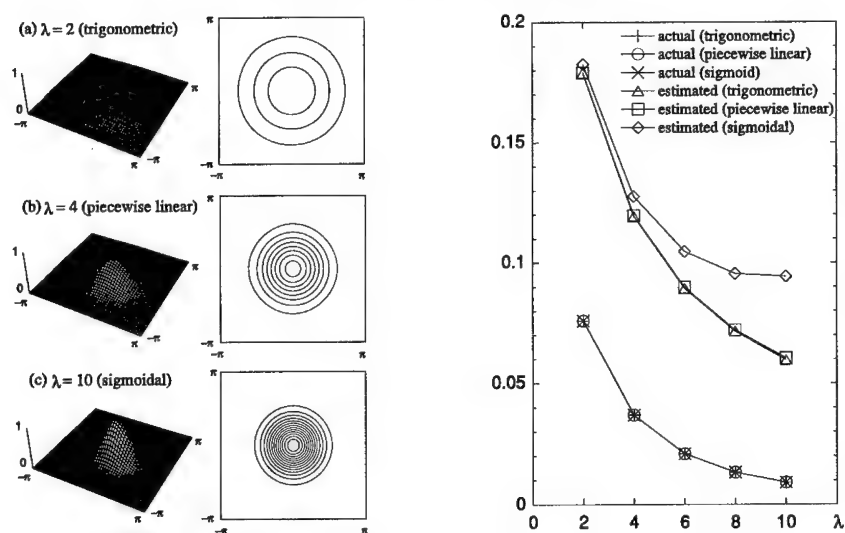 (a) λ = 2 (trigonometric)
1
0
−π
π
π
−π
π
−π
−π
π
(b) λ = 4 (piecewise linear)
1
0
−π
π
π
−π
π
−π
−π
π
(c) λ = 10 (sigmoidal)
1
0
−π
π
π
−π
π
−π
−π
π
0.2
0.15
0.1
0.05
0
actual (trigonometric)
actual (piecewise linear)
actual (sigmoid)
estimated (trigonometric)
estimated (piecewise linear)
estimated (sigmoidal)
0 2 4 6 8 10 λ